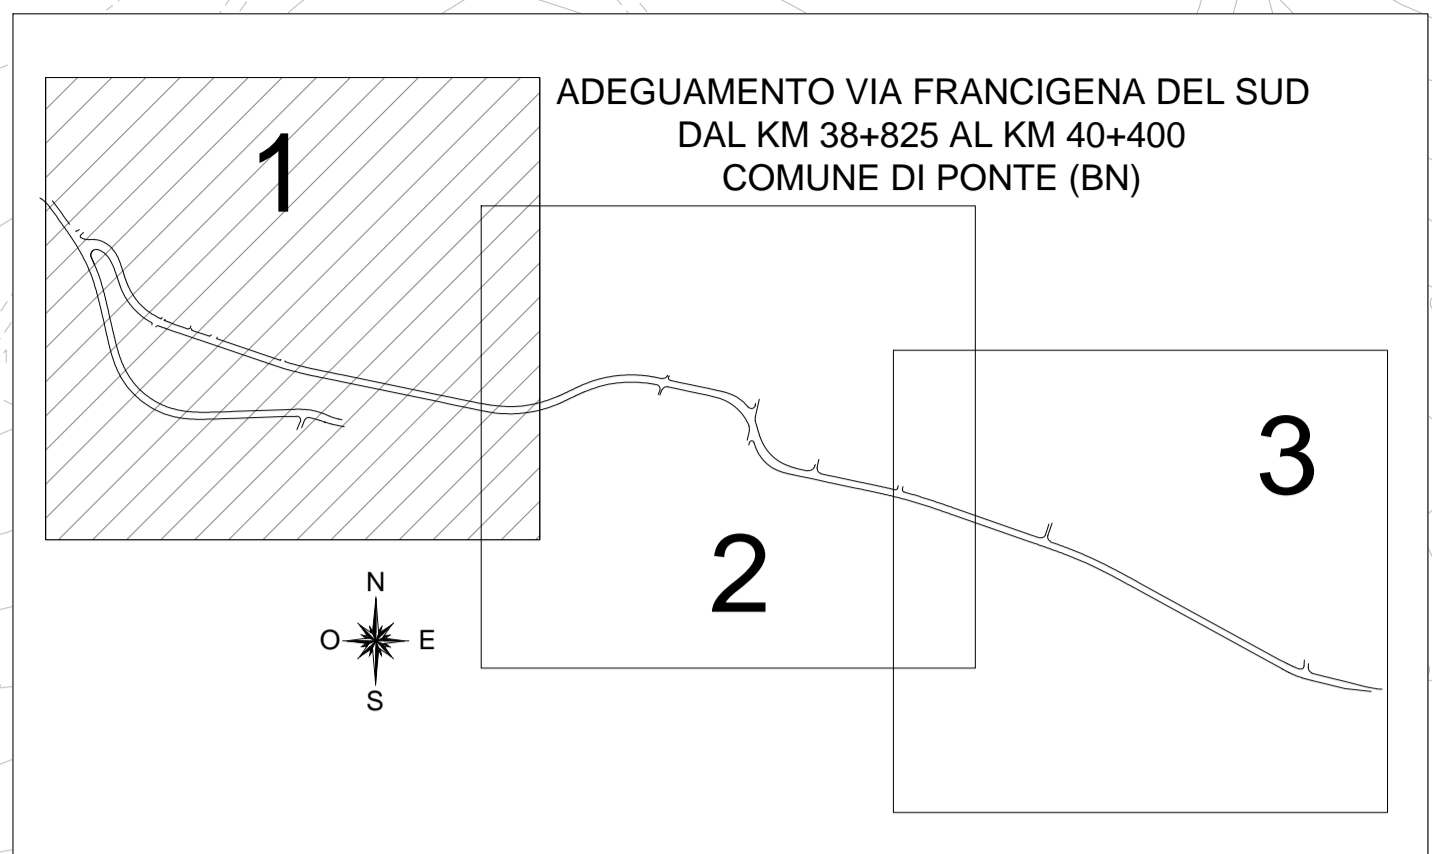 ADEGUAMENTO VIA FRANCIGENA DEL SUD
DAL KM 38+825 AL KM 40+400
COMUNE DI PONTE (BN)
1
2
3
N
O E
S